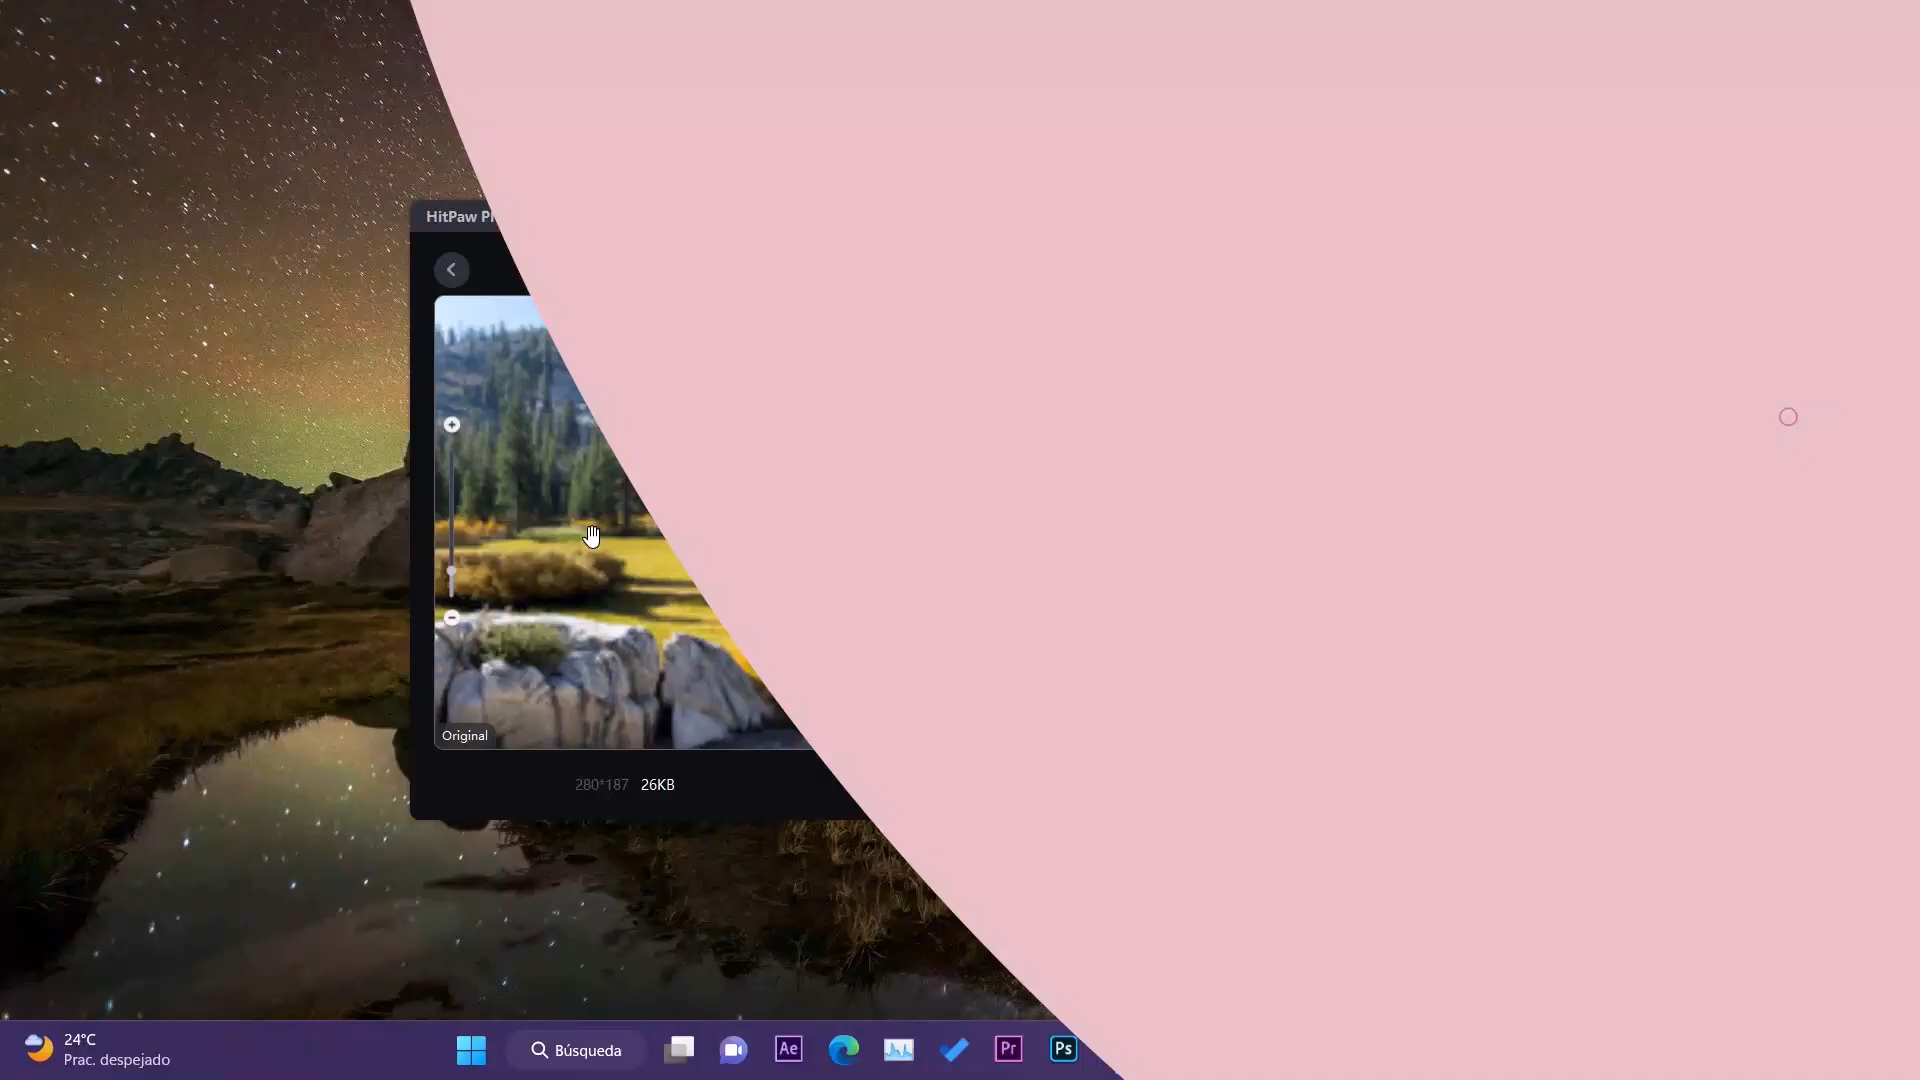 HitPaw
Original
280*187 26KB
24°C
Prac. despejado
Búsqueda
Ae
Pr
Ps